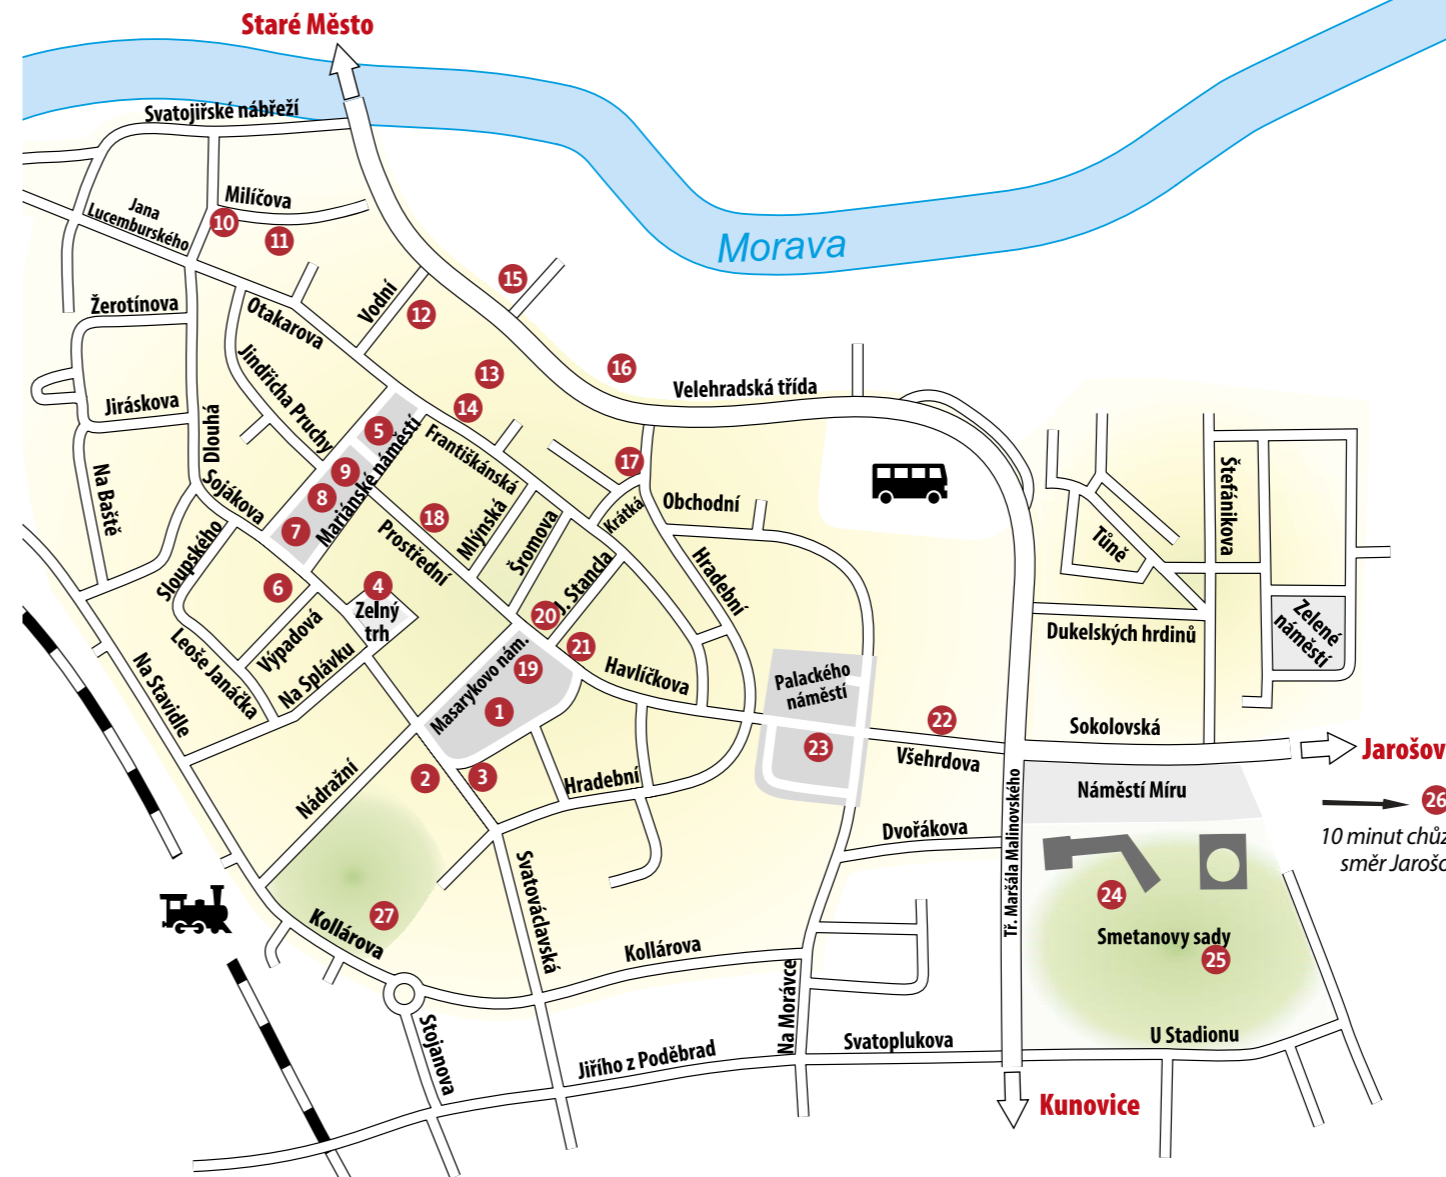 Staré Město
Svatojiřské nábřeží
Milíčova
Jana
Lucemburského
10
11
Morava
15
Žerotínova
Otakarova
Vodní
12
16
Velehradská třída
13
14
Jindřicha Pruchy
Jiráskova
Dlouhá
5
Mariánské náměstí
Františkánská
17
9
8
7
Na Baště
Sojákova
18
Prostřední
Mlýnská
Šromova
Krátká
Obchodní
Hradební
Štefánikova
Tůně
Sloupského
6
4
Zelný
trh
J. Stancla
20
21
Dukelských hrdinů
Zelené
náměstí
Výpadová
Leoše Janáčka
Na Splávku
Na Stavidle
Masarykovo nám.
19
1
Havlíčkova
Palackého
náměstí
22
23
Všehrdova
Sokolovská
Jarošov
26
10 minut chůz
směr Jarošo
Nádražní
2
3
Hradební
Náměstí Míru
Tř. Maršála Malinovského
Dvořákova
24
Smetanovy sady
25
27
Kollárova
Svatováclavská
Kollárova
Na Morávce
Stojanova
Jiřího z Poděbrad
Svatoplukova
U Stadionu
Kunovice